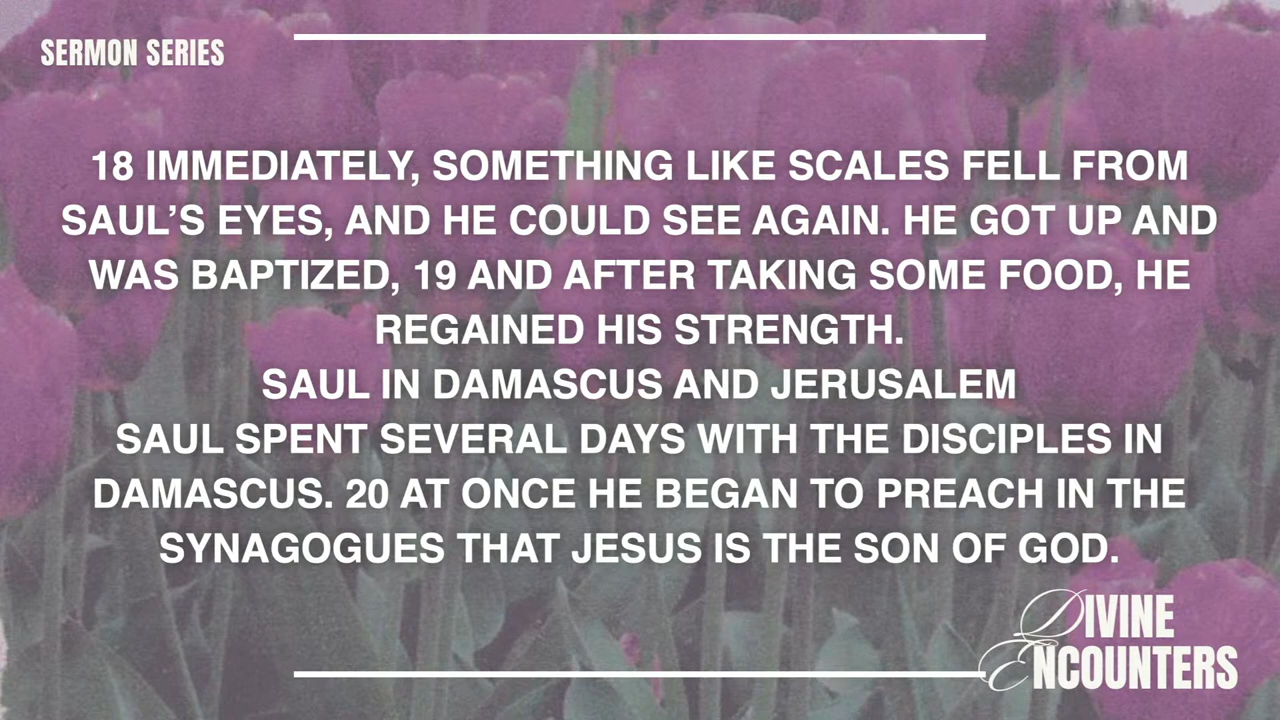 SERMON SERIES
18 IMMEDIATELY, SOMETHING LIKE SCALES FELL FROM
SAUL’S EYES, AND HE COULD SEE AGAIN. HE GOT UP AND
WAS BAPTIZED, 19 AND AFTER TAKING SOME FOOD, HE
REGAINED HIS STRENGTH.
SAUL IN DAMASCUS AND JERUSALEM
SAUL SPENT SEVERAL DAYS WITH THE DISCIPLES IN
DAMASCUS. 20 AT ONCE HE BEGAN TO PREACH IN THE
SYNAGOGUES THAT JESUS IS THE SON OF GOD.
DIVINE
ENCOUNTERS